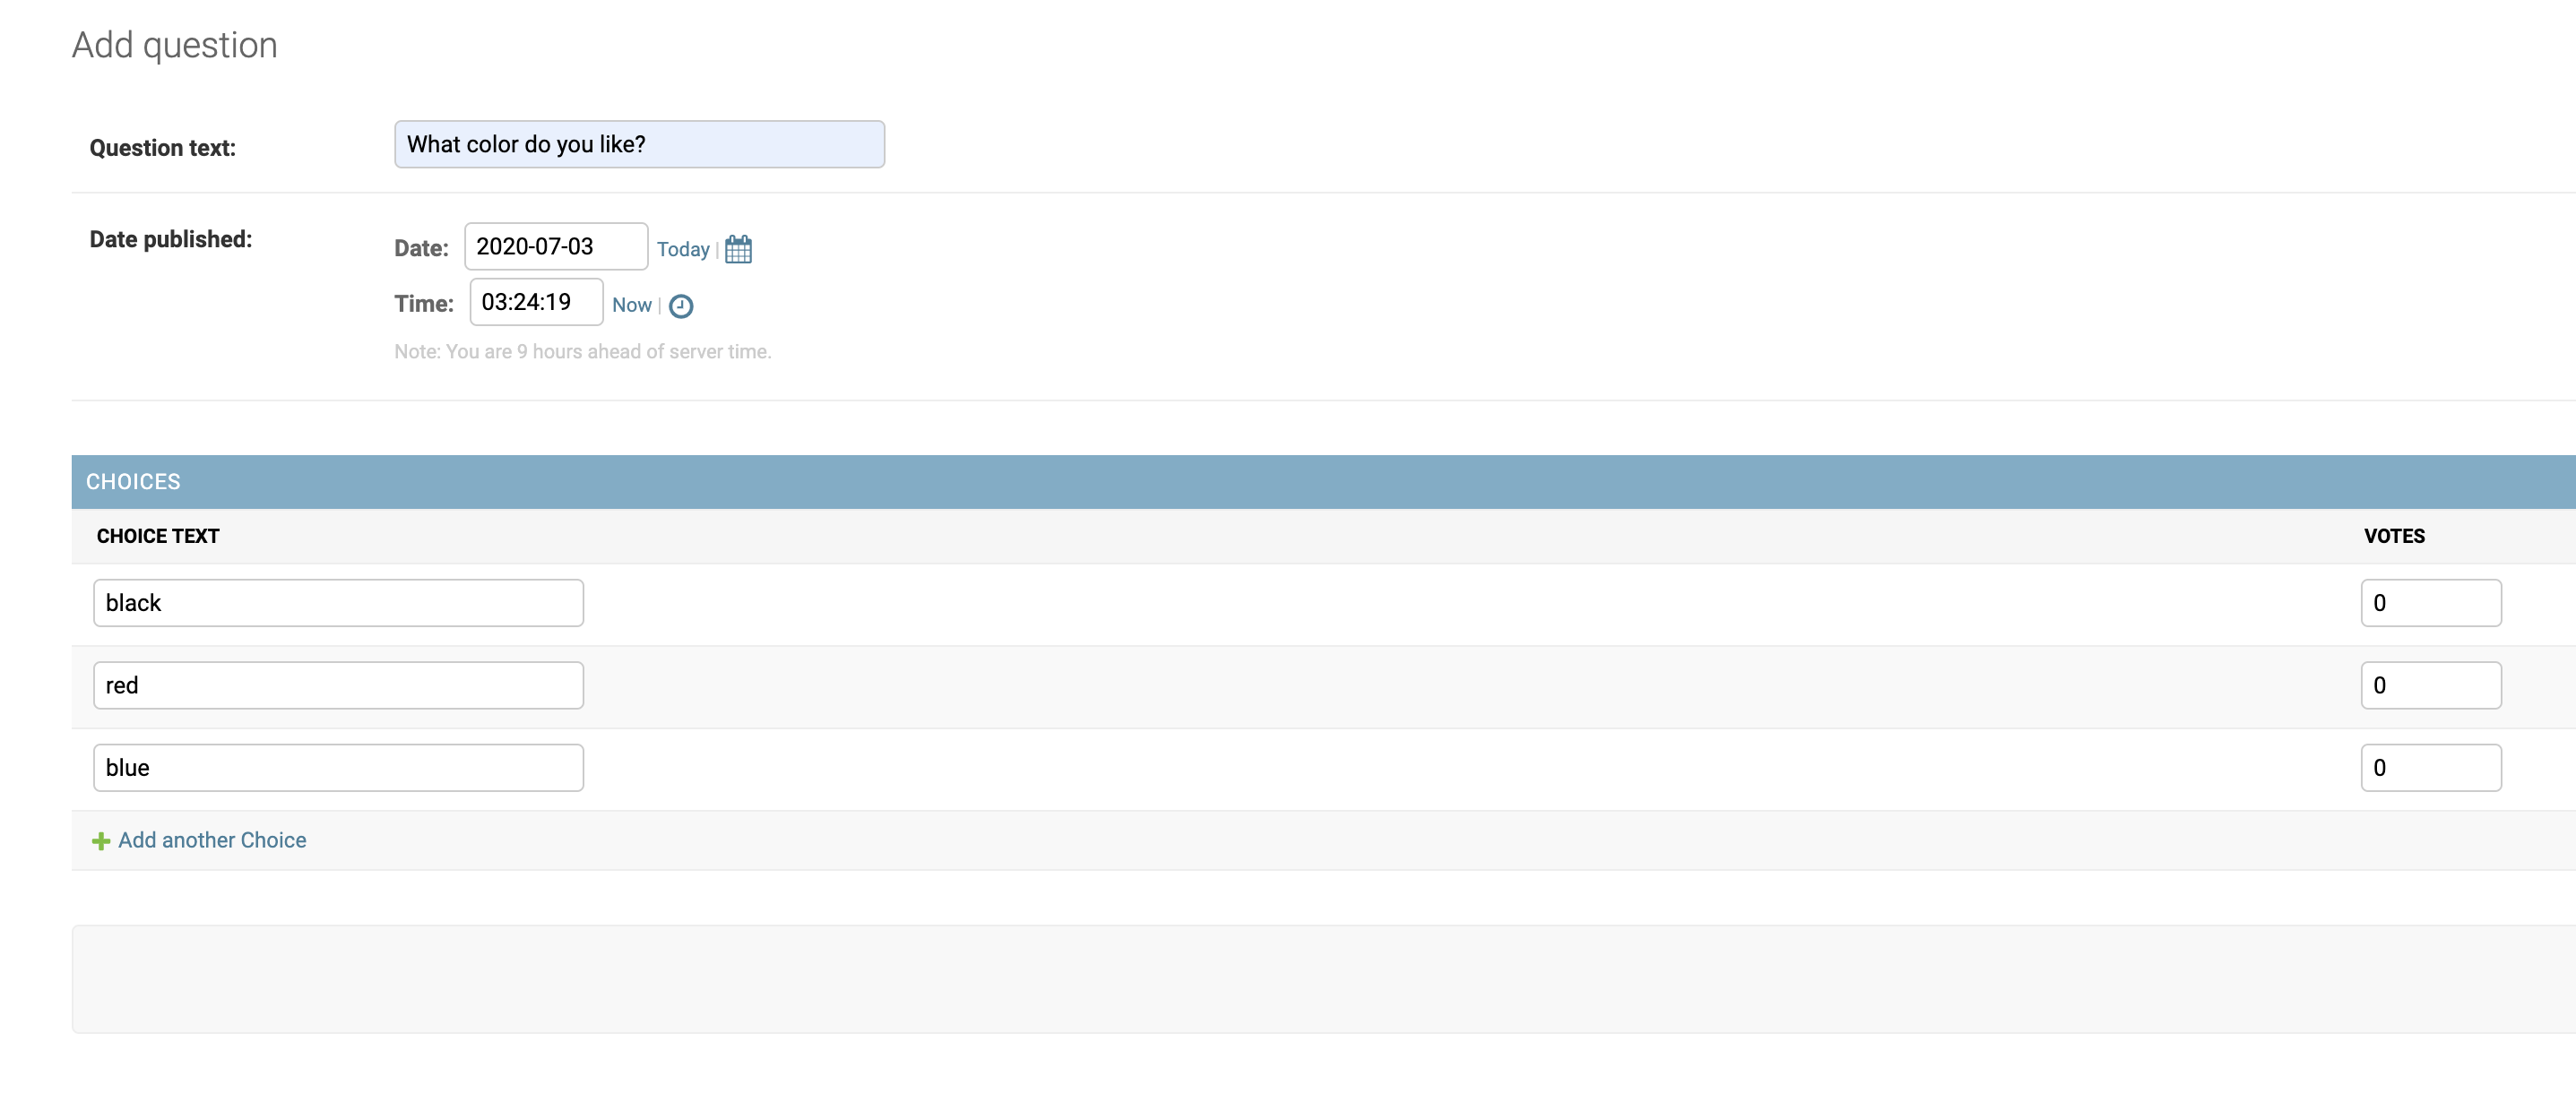 Add question
Question text: What color do you like?
Date published: Date: 2020-07-03 Today |
Time: 03:24:19 Now |
Note: You are 9 hours ahead of server time.
CHOICES
CHOICE TEXT VOTES
black 0
red 0
blue 0
Add another Choice